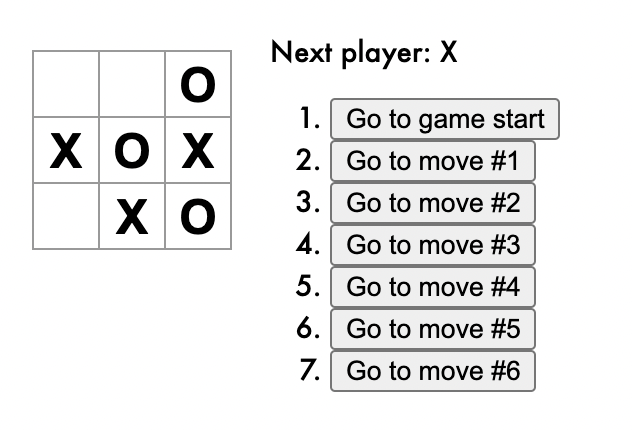 Next player: X
O
X O X
X O
1. Go to game start
2. Go to move #1
3. Go to move #2
4. Go to move #3
5. Go to move #4
6. Go to move #5
7. Go to move #6